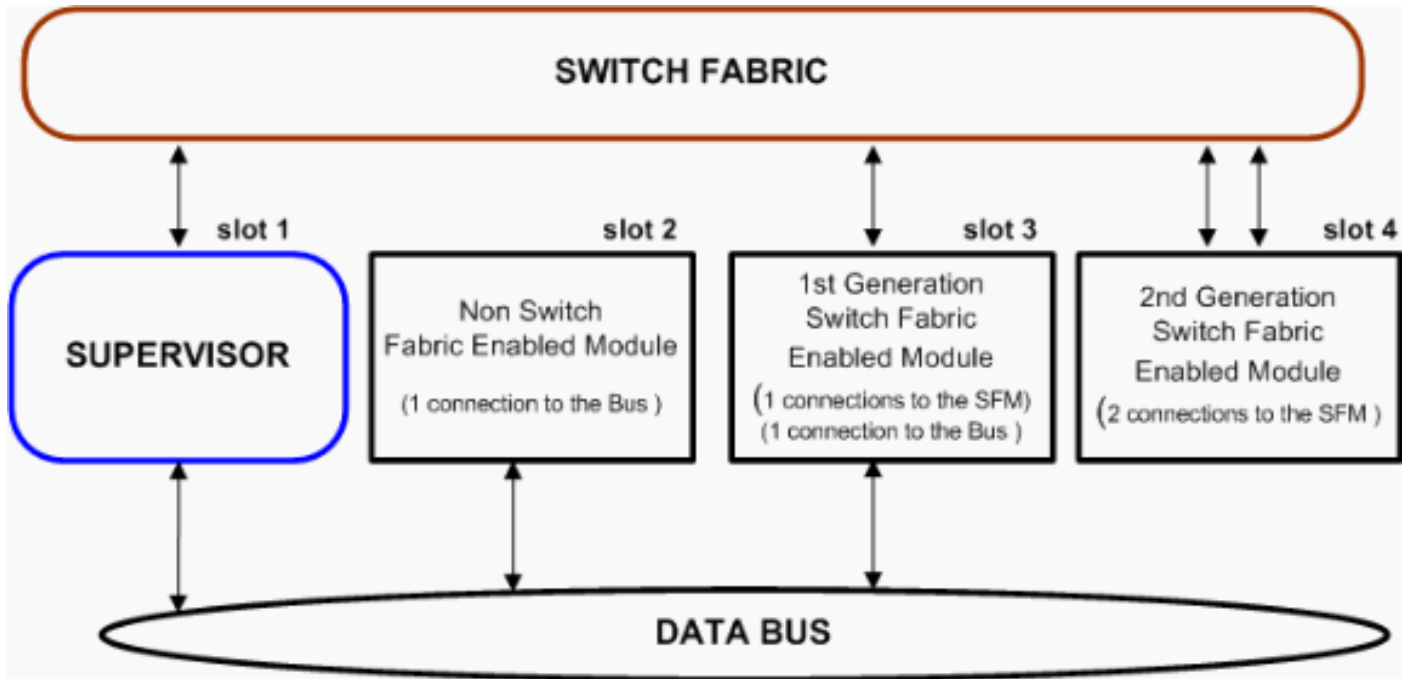 SWITCH FABRIC
slot 1
slot 2
slot 3
slot 4
SUPERVISOR
Non Switch
Fabric Enabled Module
(1 connection to the Bus )
1st Generation
Switch Fabric
Enabled Module
(1 connections to the SFM)
(1 connection to the Bus )
2nd Generation
Switch Fabric
Enabled Module
(2 connections to the SFM )
DATA BUS